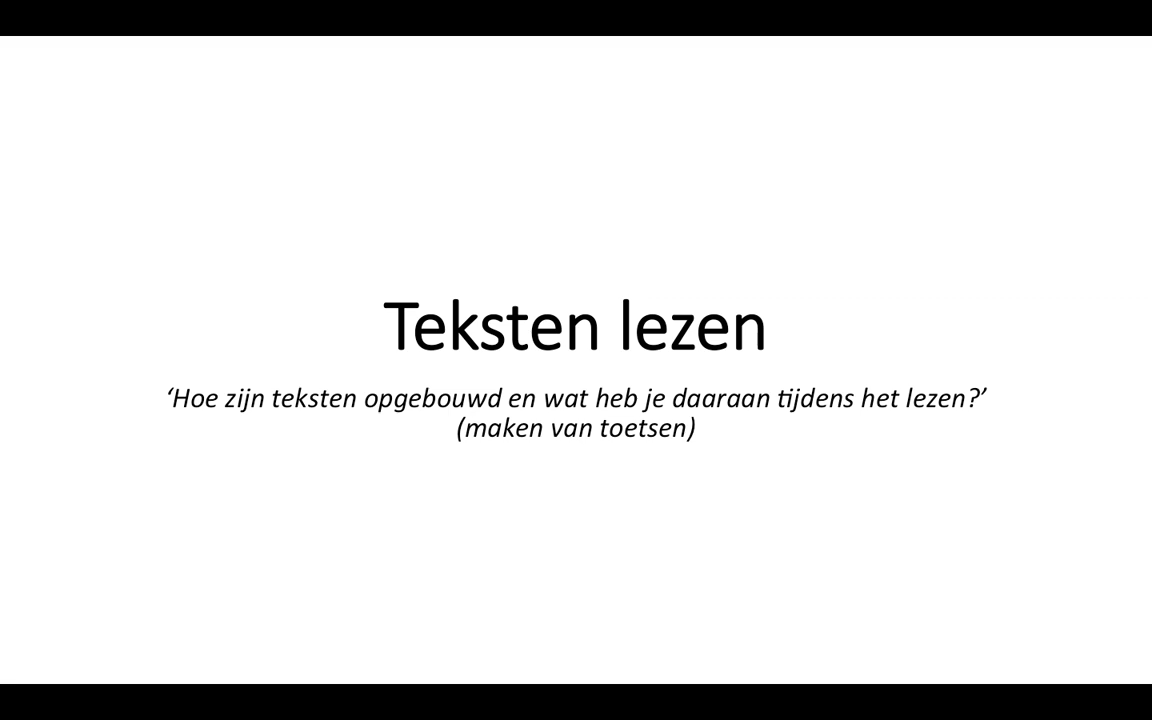 Teksten lezen
‘Hoe zijn teksten opgebouwd en wat heb je daaraan tijdens het lezen?’
(maken van toetsen)